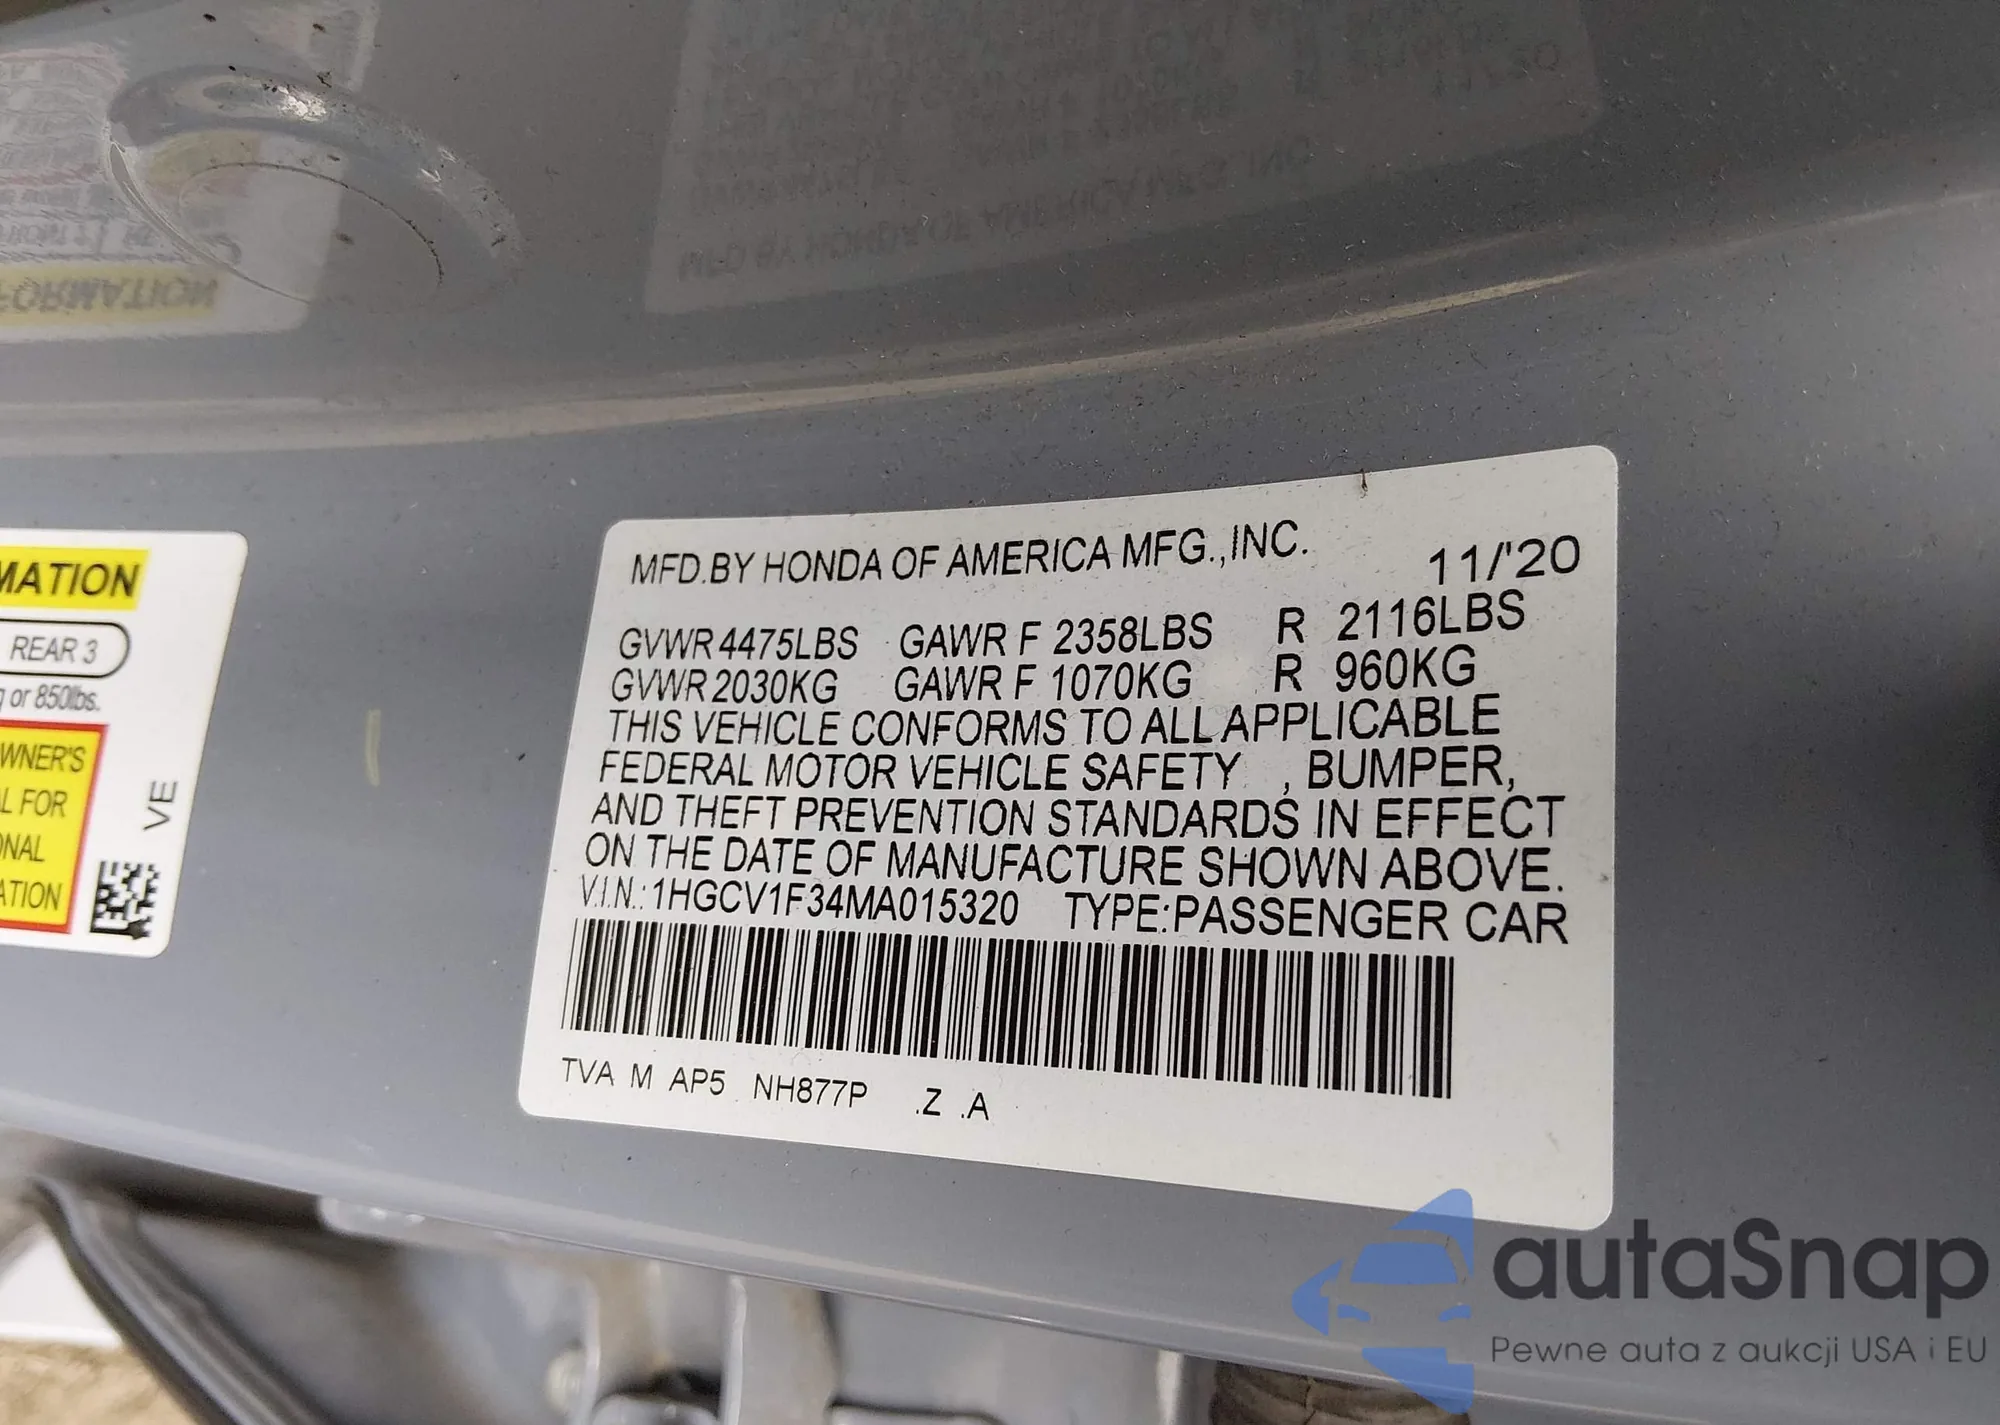 MFD.BY HONDA OF AMERICA MFG.,INC. 11/'20
GVWR 4475LBS GAWR F 2358LBS R 2116LBS
GVWR 2030KG GAWR F 1070KG R 960KG
THIS VEHICLE CONFORMS TO ALL APPLICABLE
FEDERAL MOTOR VEHICLE SAFETY , BUMPER,
AND THEFT PREVENTION STANDARDS IN EFFECT
ON THE DATE OF MANUFACTURE SHOWN ABOVE.
V.I.N.:1HGCV1F34MA015320 TYPE:PASSENGER CAR
TVA M AP5 NH877P .Z .A
MATION
REAR 3
g or 850lbs.
WNER'S
L FOR
ONAL
ATION
VE
autaSnap
Pewne auta z aukcji USA i EU